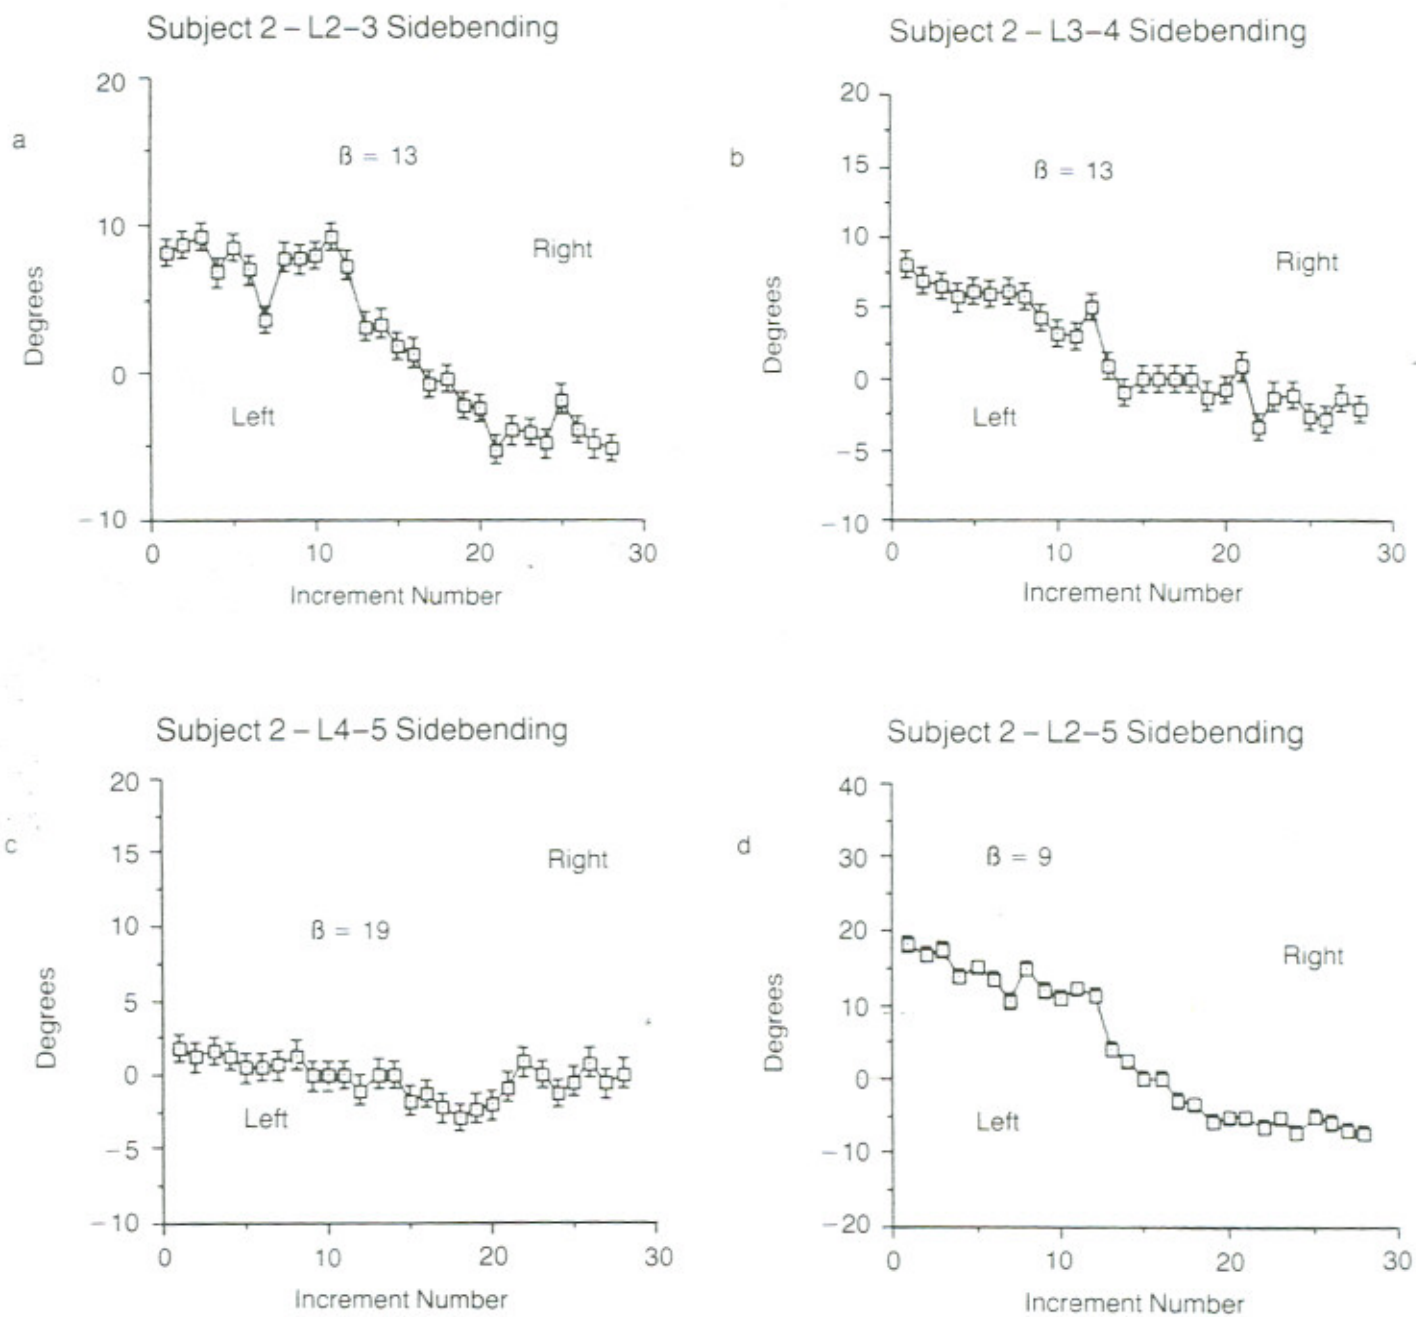 Subject 2 – L2–3 Sidebending
a
20
10
0
–10
ß = 13
Right
Left
Degrees
0 10 20 30
Increment Number
Subject 2 – L3–4 Sidebending
b
20
15
10
5
0
–5
–10
ß = 13
Right
Left
Degrees
0 10 20 30
Increment Number
Subject 2 – L4–5 Sidebending
c
20
15
10
5
0
–5
–10
Right
ß = 19
Left
Degrees
0 10 20 30
Increment Number
Subject 2 – L2–5 Sidebending
d
40
30
20
10
0
–10
–20
ß = 9
Right
Left
Degrees
0 10 20 30
Increment Number